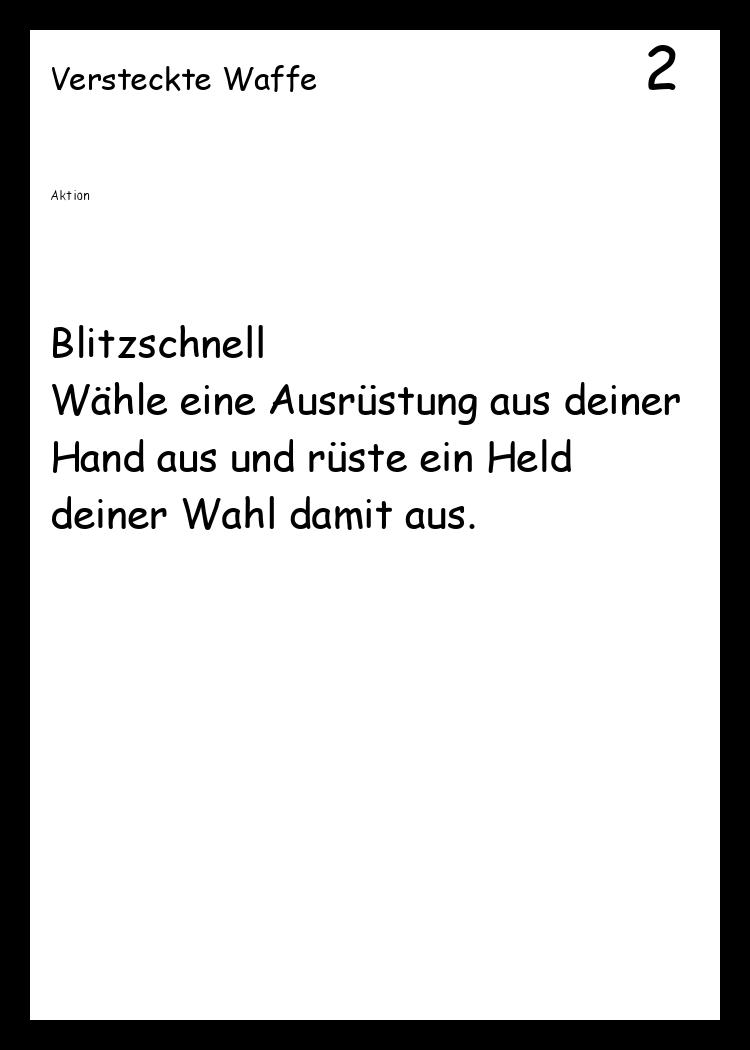 Versteckte Waffe
2
Aktion
Blitzschnell
Wähle eine Ausrüstung aus deiner
Hand aus und rüste ein Held
deiner Wahl damit aus.